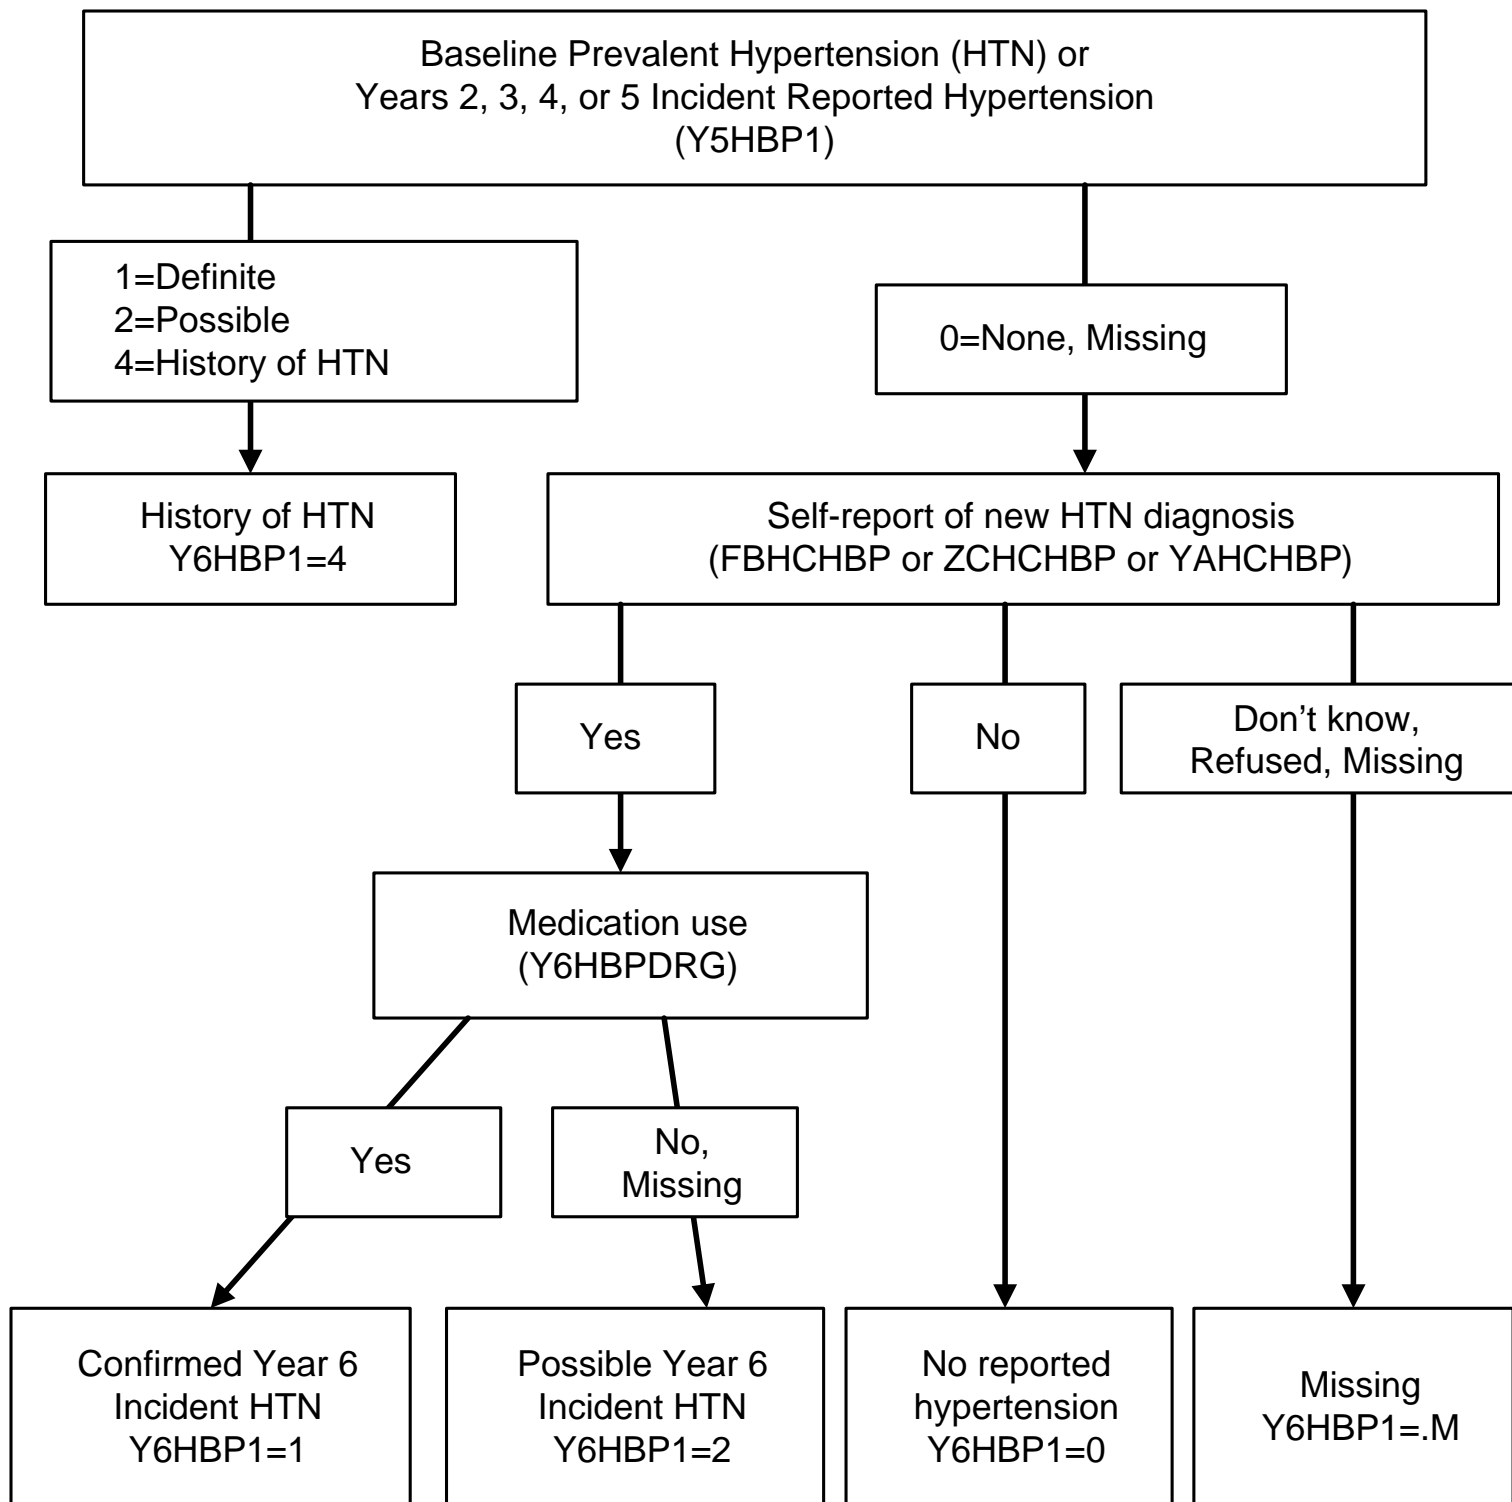 Baseline Prevalent Hypertension (HTN) or
Years 2, 3, 4, or 5 Incident Reported Hypertension
(Y5HBP1)
1=Definite
2=Possible
4=History of HTN
0=None, Missing
History of HTN
Y6HBP1=4
Self-report of new HTN diagnosis
(FBHCHBP or ZCHCHBP or YAHCHBP)
Yes
No
Don’t know,
Refused, Missing
Medication use
(Y6HBPDRG)
Yes
No,
Missing
Confirmed Year 6
Incident HTN
Y6HBP1=1
Possible Year 6
Incident HTN
Y6HBP1=2
No reported
hypertension
Y6HBP1=0
Missing
Y6HBP1=.M